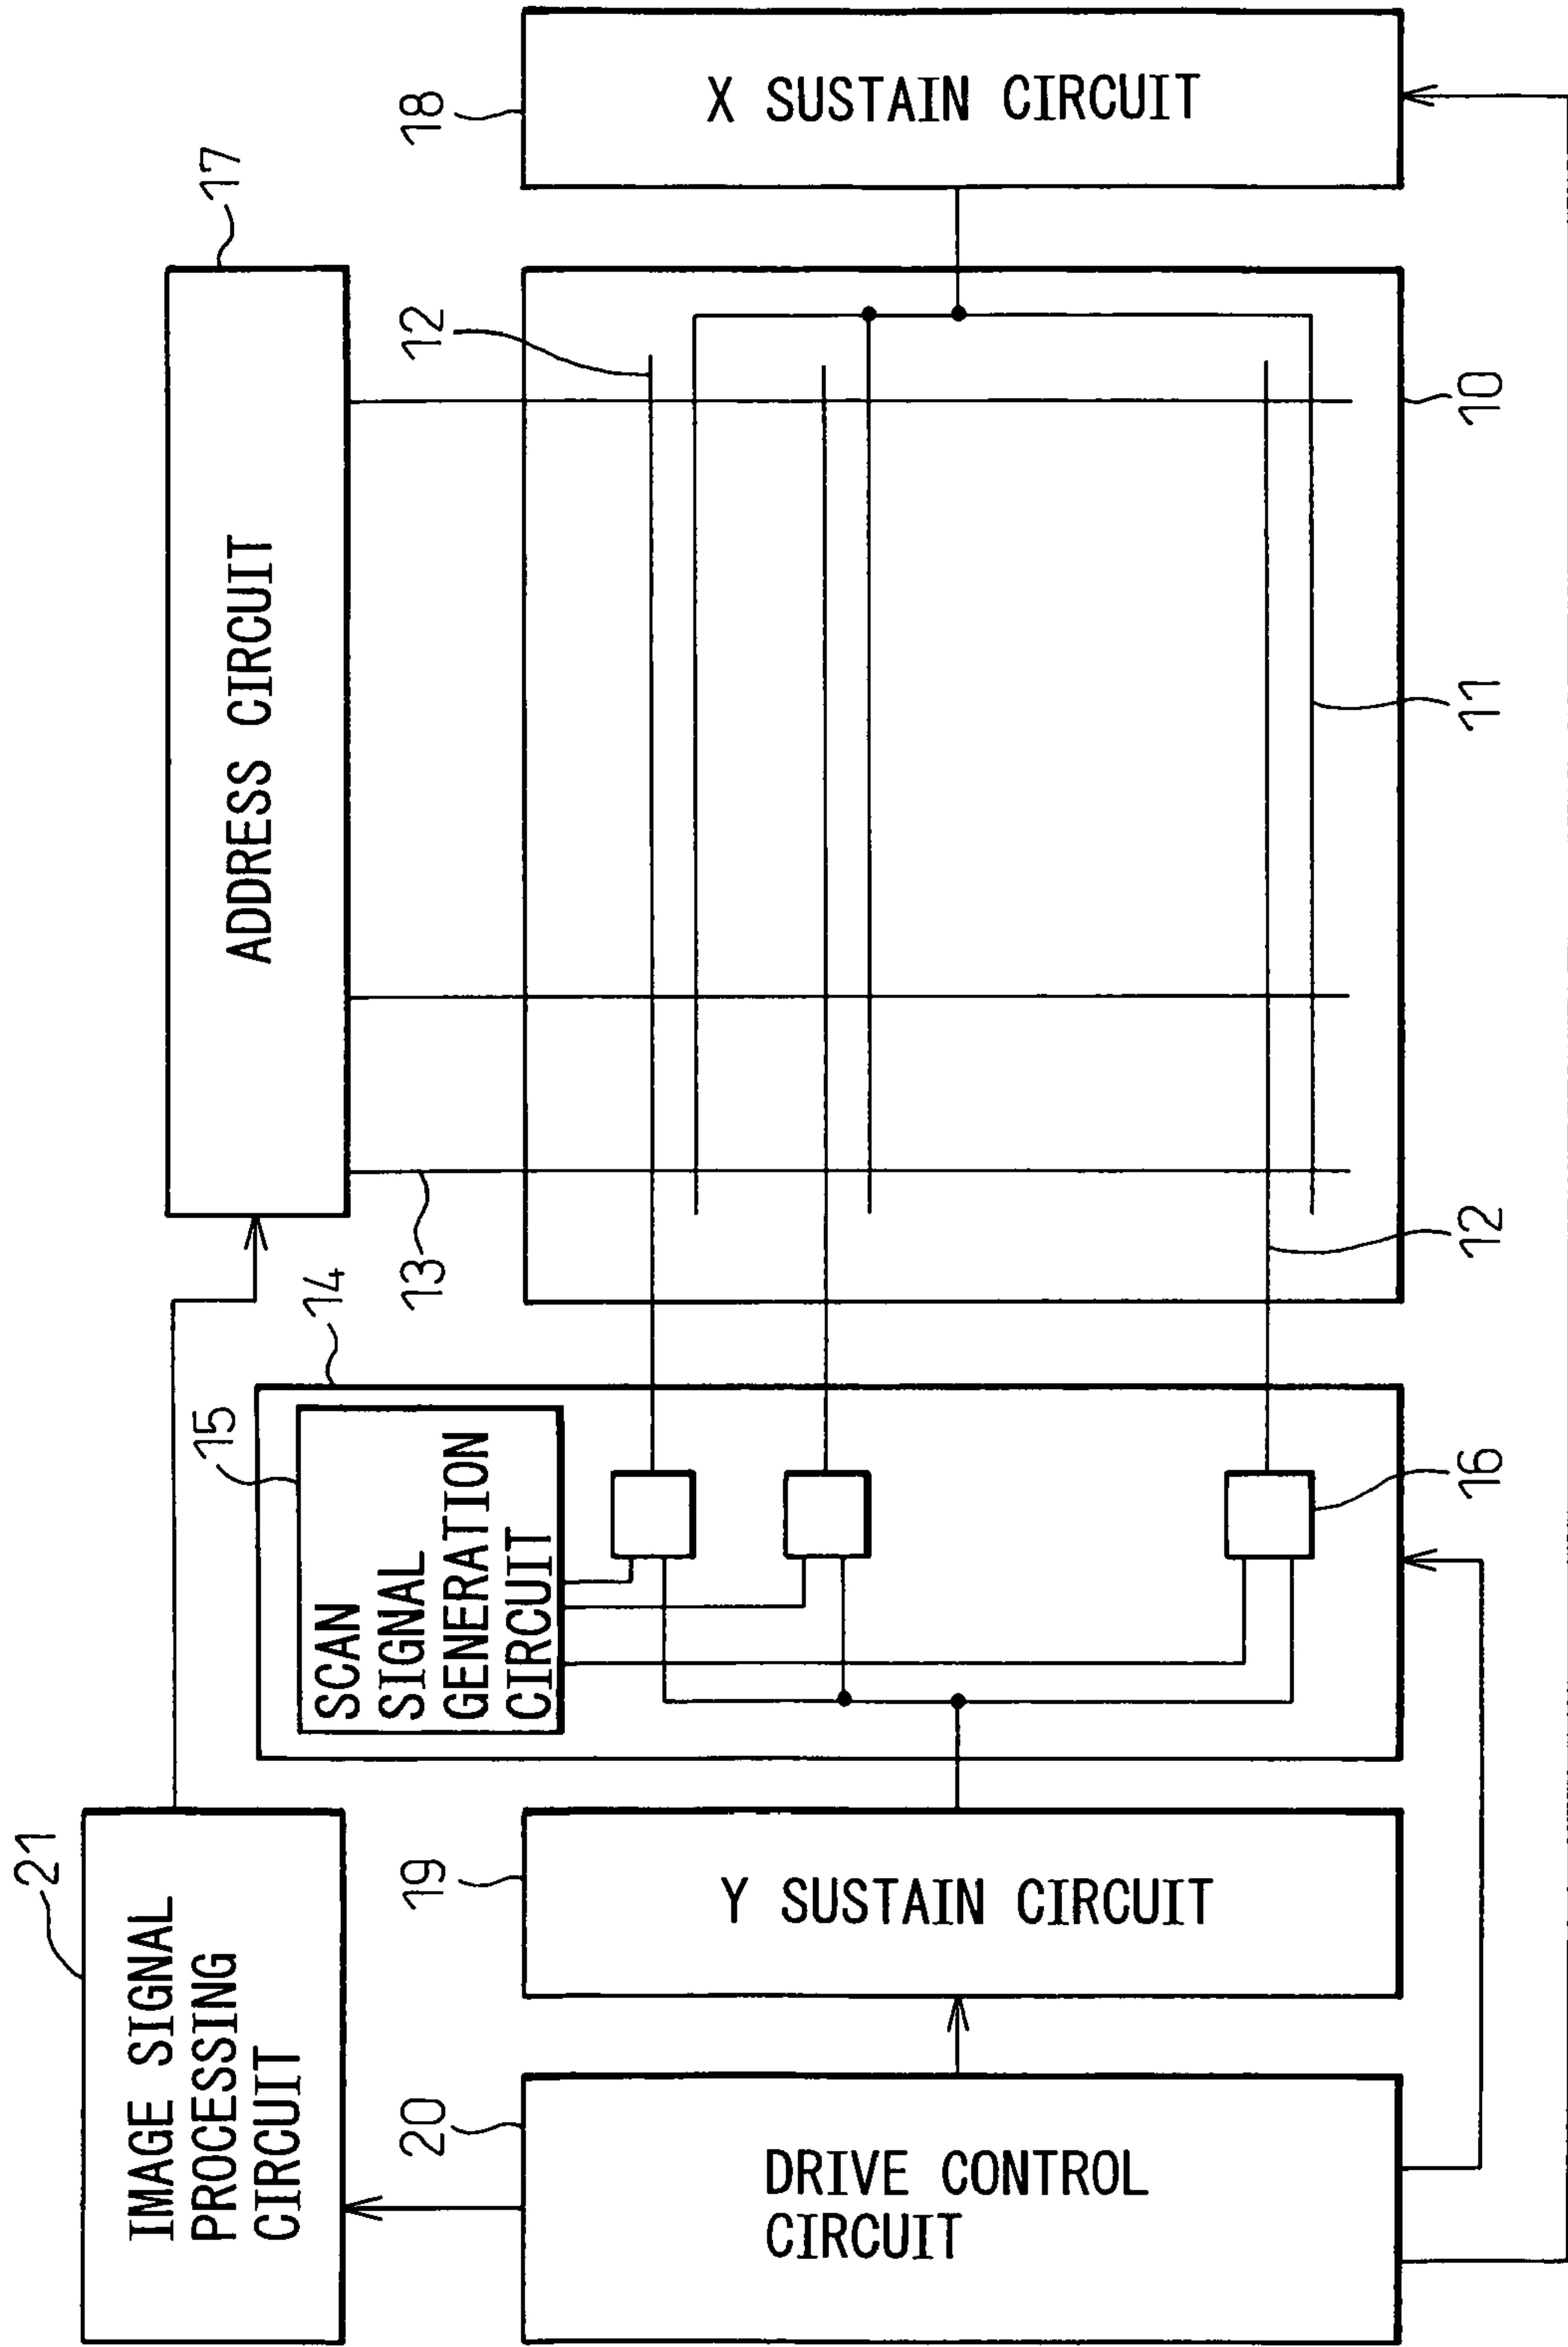 21
IMAGE SIGNAL
PROCESSING
CIRCUIT
17
ADDRESS CIRCUIT
14
15
SCAN
SIGNAL
GENERATION
CIRCUIT
13
12
18
X SUSTAIN CIRCUIT
20
DRIVE CONTROL
CIRCUIT
19
Y SUSTAIN CIRCUIT
16
12
11
10